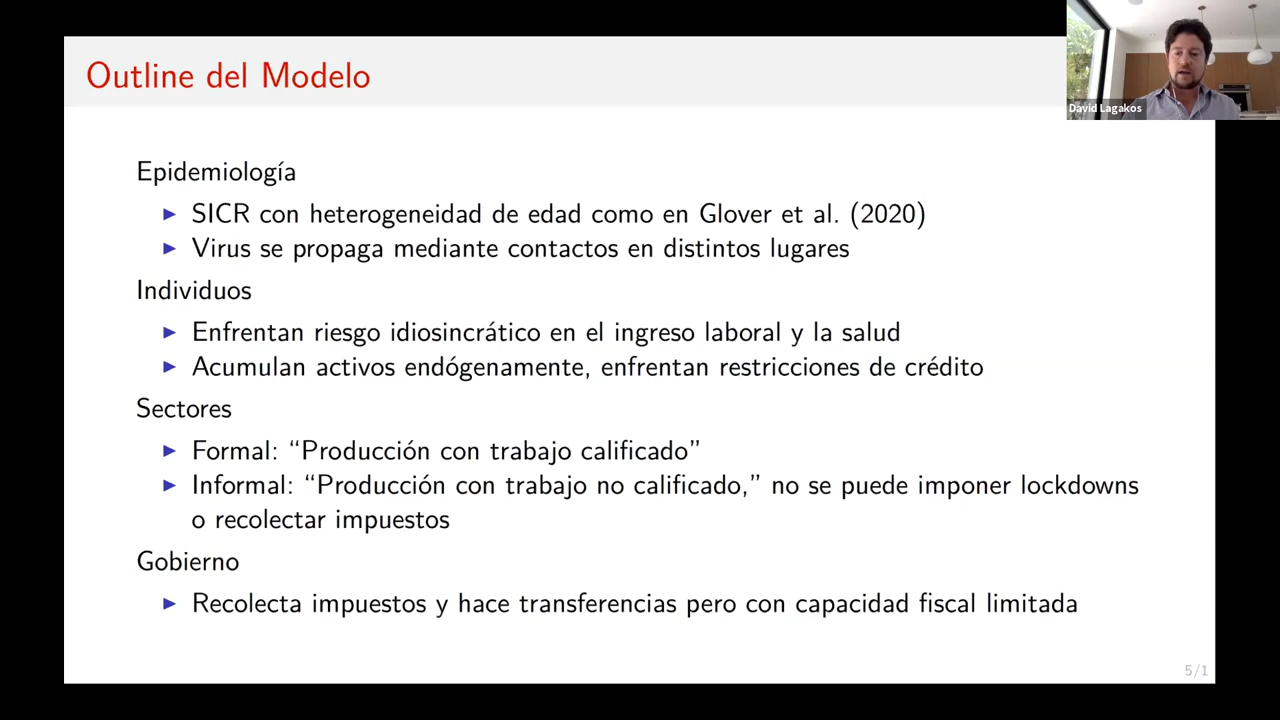 Outline del Modelo
David Lagakos
Epidemiología
▶ SICR con heterogeneidad de edad como en Glover et al. (2020)
▶ Virus se propaga mediante contactos en distintos lugares
Individuos
▶ Enfrentan riesgo idiosincrático en el ingreso laboral y la salud
▶ Acumulan activos endógenamente, enfrentan restricciones de crédito
Sectores
▶ Formal: “Producción con trabajo calificado”
▶ Informal: “Producción con trabajo no calificado,” no se puede imponer lockdowns
o recolectar impuestos
Gobierno
▶ Recolecta impuestos y hace transferencias pero con capacidad fiscal limitada
5/1